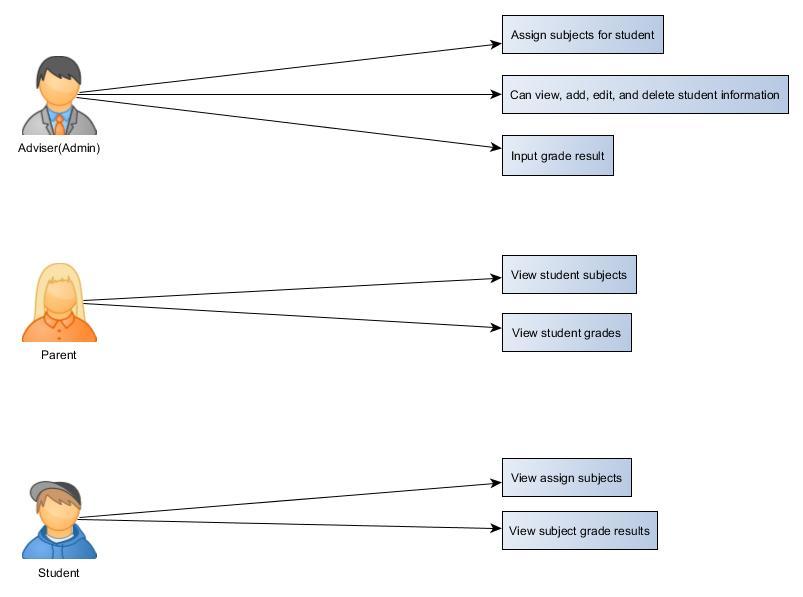 Assign subjects for student
Can view, add, edit, and delete student information
Adviser(Admin)
Input grade result
View student subjects
View student grades
Parent
View assign subjects
View subject grade results
Student